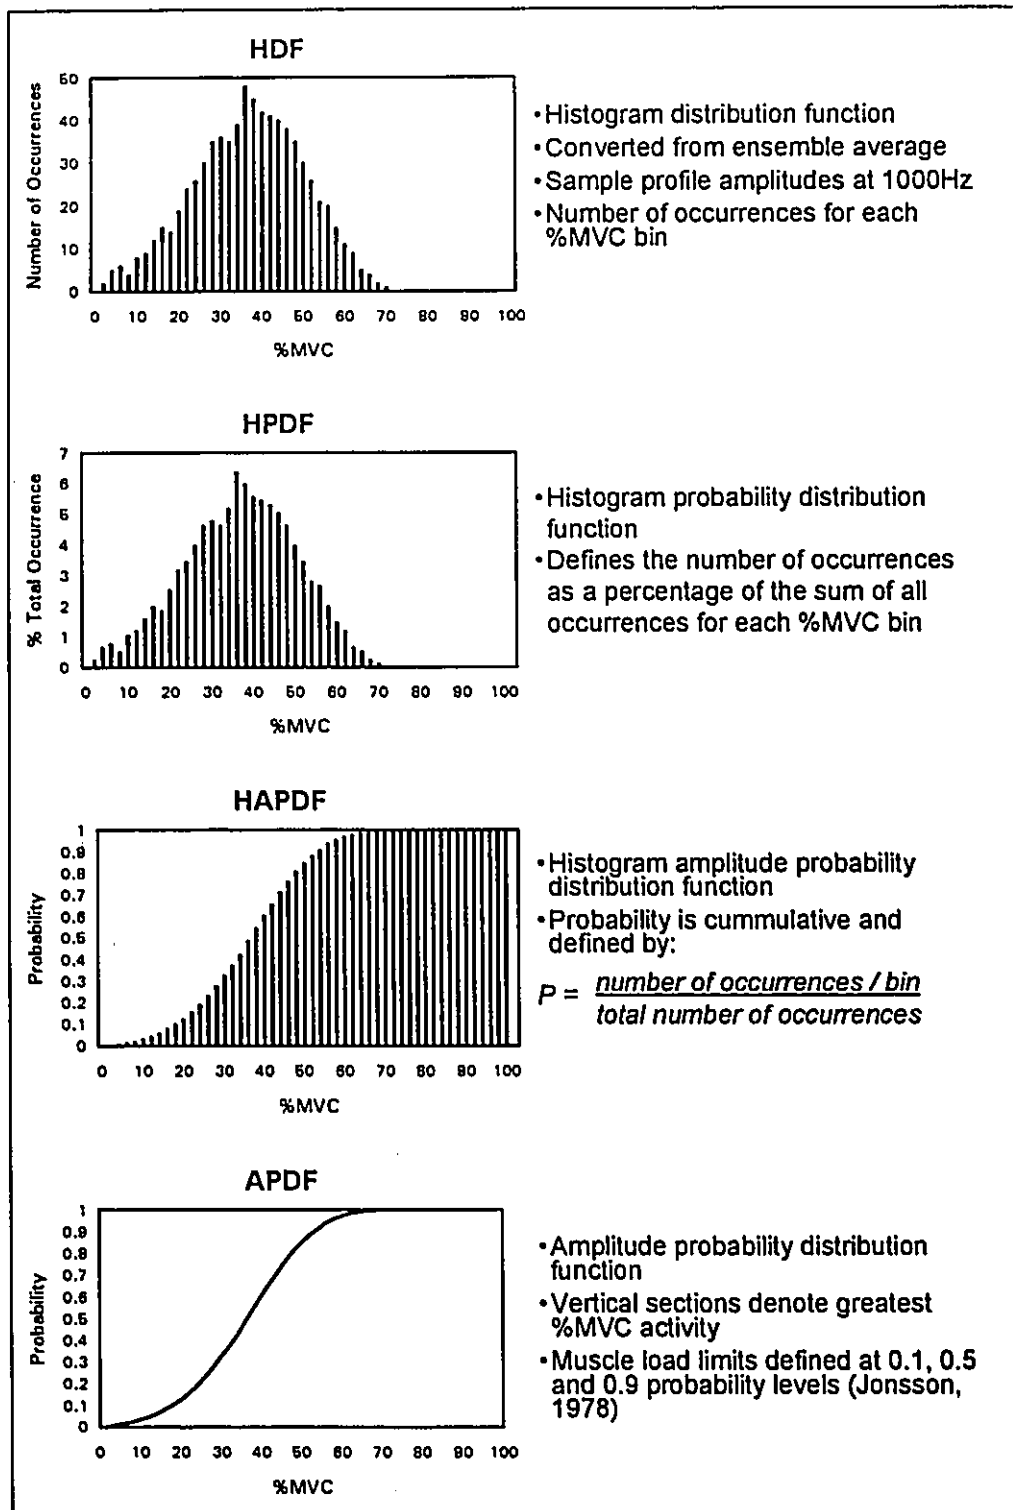 HDF
Number of Occurrences
50
40
30
20
10
0
0 10 20 30 40 50 60 70 80 90 100
%MVC
•Histogram distribution function
•Converted from ensemble average
•Sample profile amplitudes at 1000Hz
•Number of occurrences for each
%MVC bin
HPDF
% Total Occurrence
7
6
5
4
3
2
1
0
0 10 20 30 40 50 60 70 80 90 100
%MVC
•Histogram probability distribution
function
•Defines the number of occurrences
as a percentage of the sum of all
occurrences for each %MVC bin
HAPDF
Probability
1
0.9
0.8
0.7
0.6
0.5
0.4
0.3
0.2
0.1
0
0 10 20 30 40 50 60 70 80 90 100
%MVC
•Histogram amplitude probability
distribution function
•Probability is cummulative and
defined by:
P = number of occurrences / bin
total number of occurrences
APDF
Probability
1
0.9
0.8
0.7
0.6
0.5
0.4
0.3
0.2
0.1
0
0 10 20 30 40 50 60 70 80 90 100
%MVC
•Amplitude probability distribution
function
•Vertical sections denote greatest
%MVC activity
•Muscle load limits defined at 0.1, 0.5
and 0.9 probability levels (Jonsson,
1978)